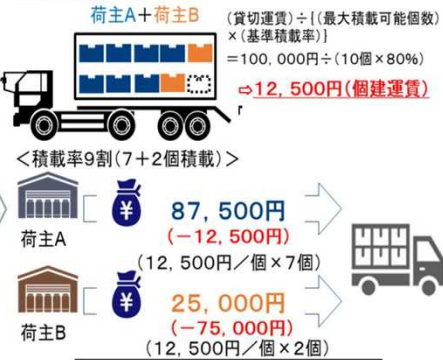 荷主A＋荷主B
（貸切運賃）÷{（最大積載可能個数）
×（基準積載率）}
＝100，000円÷（10個×80％）
⇨12，500円（個建運賃）
＜積載率9割（7＋2個積載）＞
¥
87，500円
（－12，500円）
荷主A
（12，500円／個×7個）
¥
25，000円
（－75，000円）
荷主B
（12，500円／個×2個）